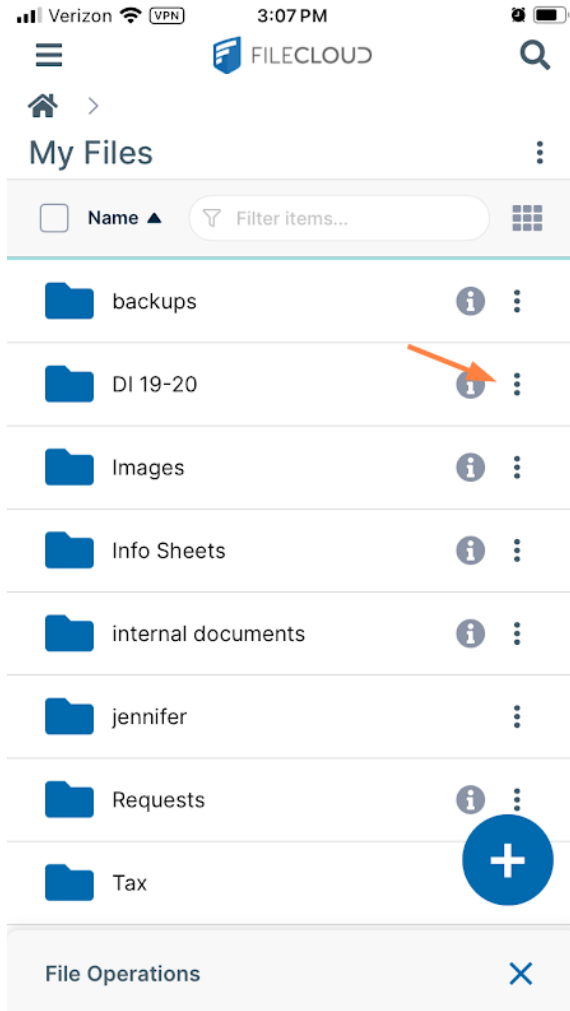 Verizon VPN 3:07 PM
FILECLOUD
My Files
Name Filter items...
backups
DI 19-20
Images
Info Sheets
internal documents
jennifer
Requests
Tax
File Operations